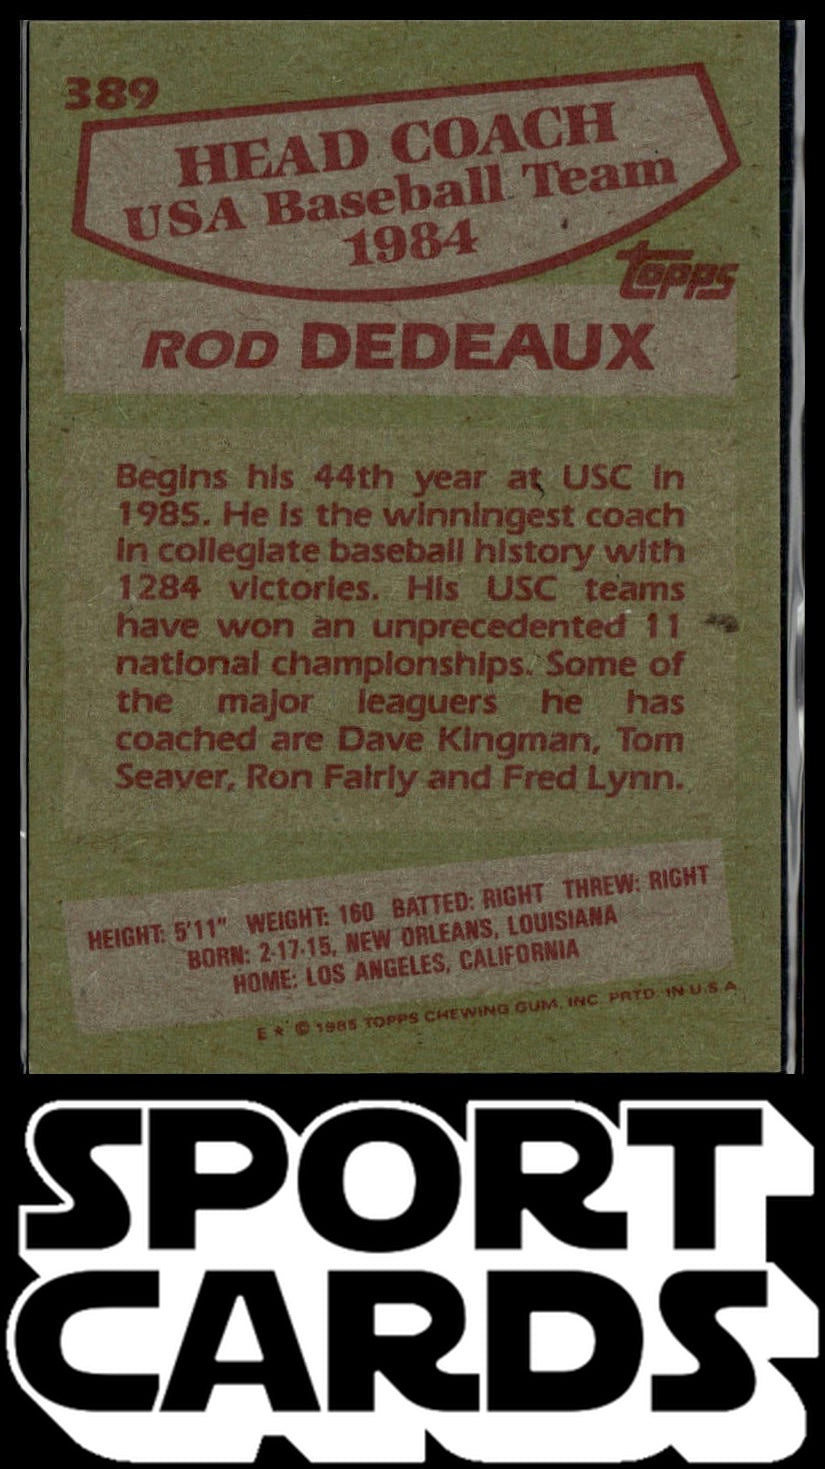 389
HEAD COACH
USA Baseball Team
1984
topps
ROD DEDEAUX
Begins his 44th year at USC in
1985. He is the winningest coach
in collegiate baseball history with
1284 victories. His USC teams
have won an unprecedented 11
national championships. Some of
the major leaguers he has
coached are Dave Kingman, Tom
Seaver, Ron Fairly and Fred Lynn.
HEIGHT: 5'11" WEIGHT: 160 BATTED: RIGHT THREW: RIGHT
BORN: 2-17-15, NEW ORLEANS, LOUISIANA
HOME: LOS ANGELES, CALIFORNIA
E * © 1985 TOPPS CHEWING GUM, INC. PRTD. IN U.S.A.
SPORT
CARDS